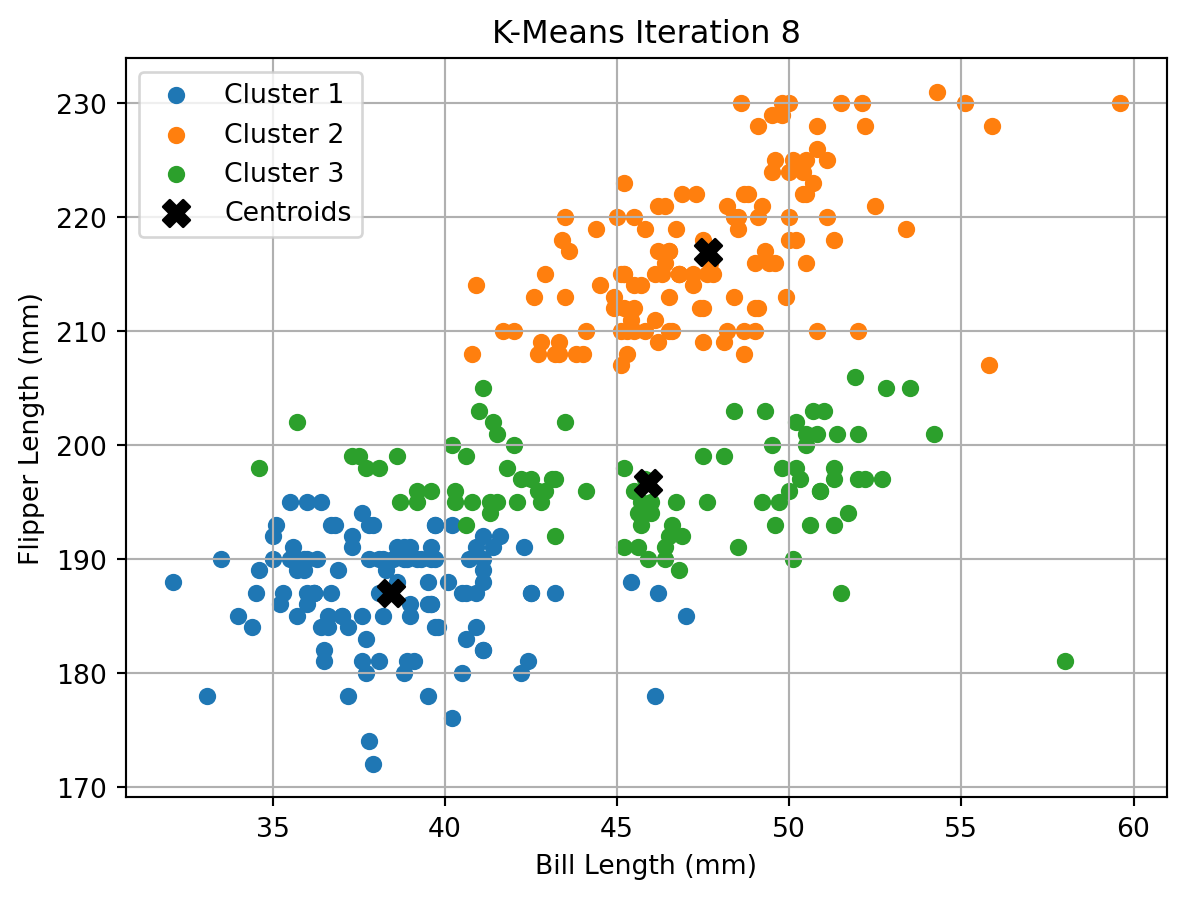 K-Means Iteration 8
Cluster 1
Cluster 2
Cluster 3
Centroids
230
220
210
200
190
180
170
Flipper Length (mm)
35 40 45 50 55 60
Bill Length (mm)